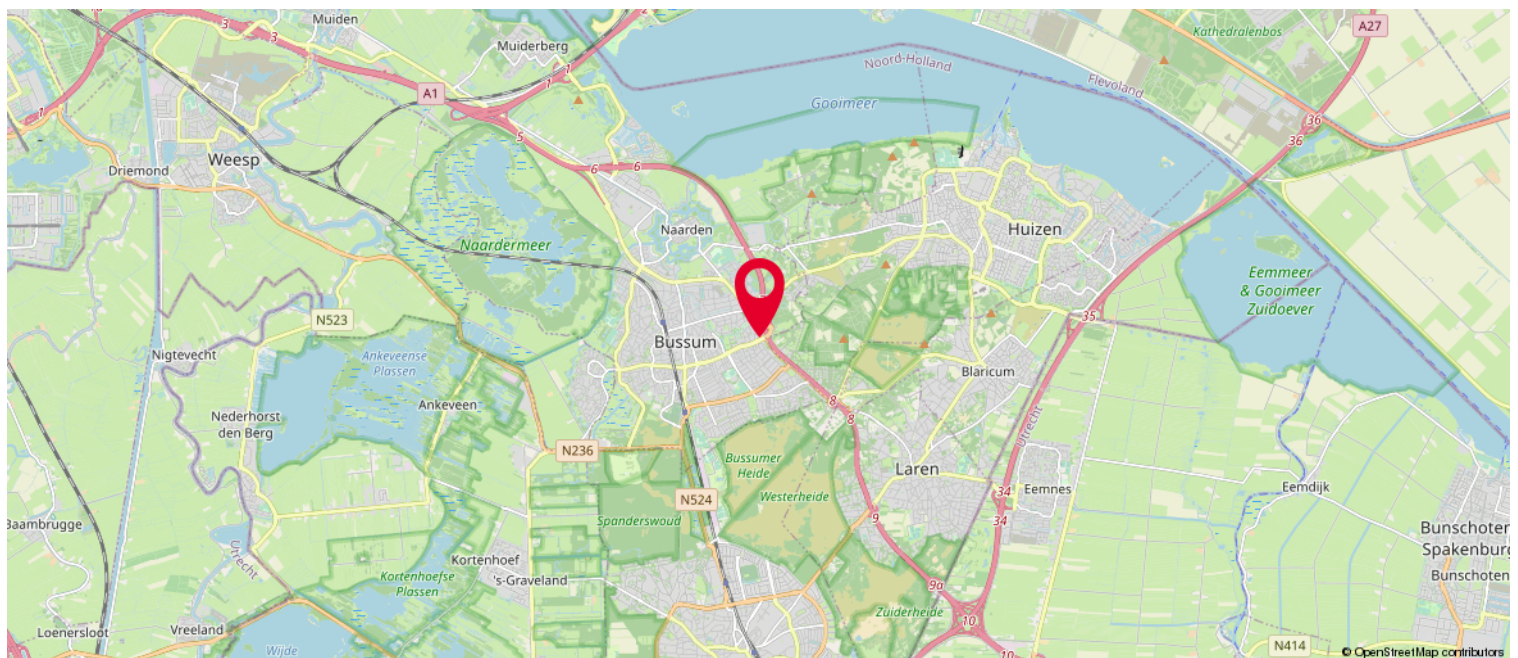 Muiden
3
3
2
A27
Kathedralenbos
Muiderberg
Noord-Holland
Flevoland
1
1
A1
1
Gooimeer
36
36
5
Weesp
Driemond
6
6
Naarden
Huizen
Naardermeer
Eemmeer
& Gooimeer
Zuidoever
N523
35
Bussum
Nigtevecht
Ankeveense
Plassen
Blaricum
Ankeveen
8
8
Nederhorst
den Berg
Utrecht
N236
Bussumer
Heide
Laren
Westerheide
N524
34
Eemnes
Eemdijk
Spanderswoud
9
34
Baambrugge
Bunschoten
Spakenburg
Utrecht
Kortenhoef
's-Graveland
Kortenhoefse
Plassen
9a
Bunschoten
Zuiderheide
10
Loenersloot
Vreeland
Wijde
10
N414
© OpenStreetMap contributors